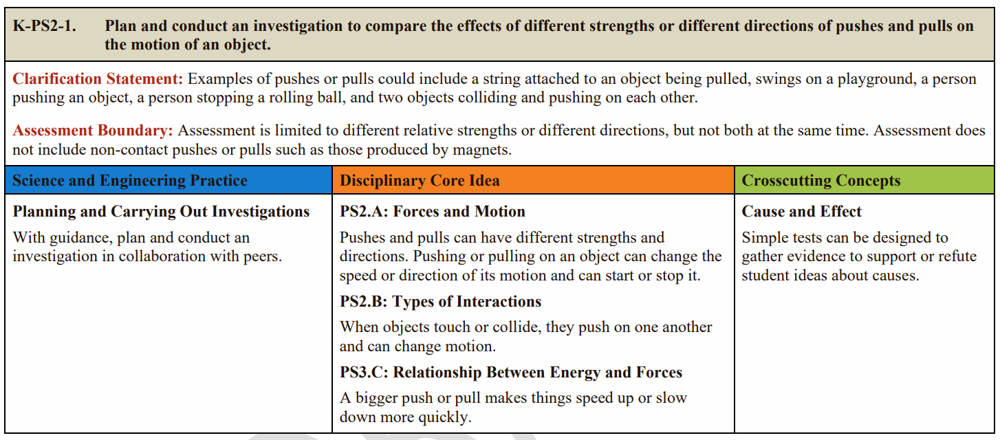 K-PS2-1. Plan and conduct an investigation to compare the effects of different strengths or different directions of pushes and pulls on
the motion of an object.
Clarification Statement: Examples of pushes or pulls could include a string attached to an object being pulled, swings on a playground, a person
pushing an object, a person stopping a rolling ball, and two objects colliding and pushing on each other.
Assessment Boundary: Assessment is limited to different relative strengths or different directions, but not both at the same time. Assessment does
not include non-contact pushes or pulls such as those produced by magnets.
Science and Engineering Practice
Planning and Carrying Out Investigations
With guidance, plan and conduct an
investigation in collaboration with peers.
Disciplinary Core Idea
PS2.A: Forces and Motion
Pushes and pulls can have different strengths and
directions. Pushing or pulling on an object can change the
speed or direction of its motion and can start or stop it.
PS2.B: Types of Interactions
When objects touch or collide, they push on one another
and can change motion.
PS3.C: Relationship Between Energy and Forces
A bigger push or pull makes things speed up or slow
down more quickly.
Crosscutting Concepts
Cause and Effect
Simple tests can be designed to
gather evidence to support or refute
student ideas about causes.